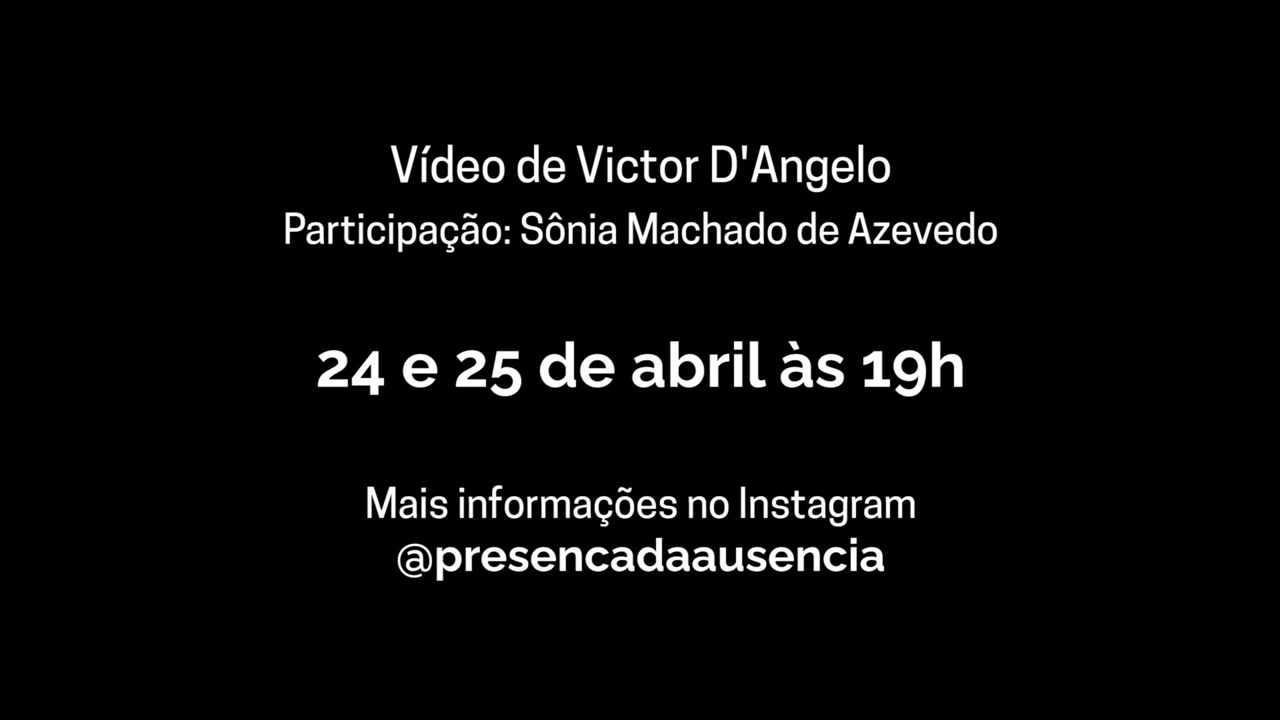 Vídeo de Victor D'Angelo
Participação: Sônia Machado de Azevedo
24 e 25 de abril às 19h
Mais informações no Instagram
@presencadaausencia